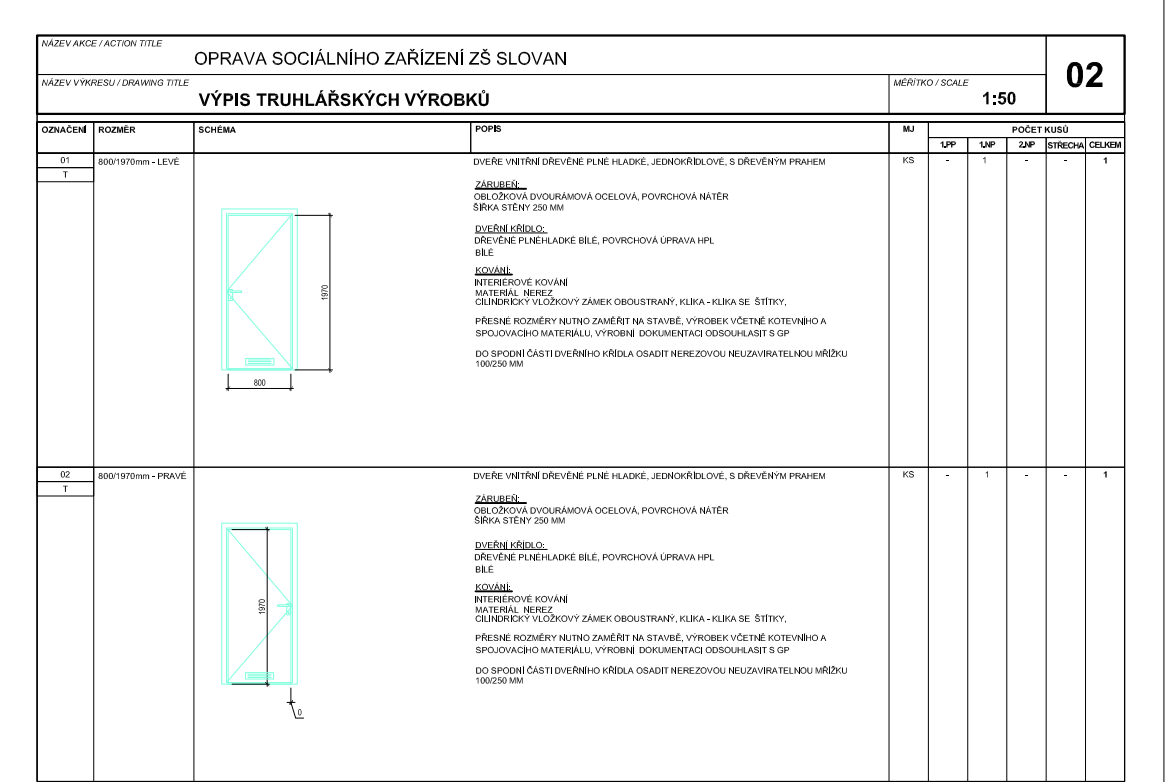 NÁZEV AKCE / ACTION TITLE
OPRAVA SOCIÁLNÍHO ZAŘÍZENÍ ZŠ SLOVAN
02
NÁZEV VÝKRESU / DRAWING TITLE
VÝPIS TRUHLÁŘSKÝCH VÝROBKŮ
MĚŘÍTKO / SCALE
1:50
OZNAČENÍ ROZMĚR SCHÉMA POPIS MJ POČET KUSŮ
1.PP 1.NP 2.NP STŘECHA CELKEM
01 800/1970mm - LEVÉ DVEŘE VNITŘNÍ DŘEVĚNÉ PLNÉ HLADKÉ, JEDNOKŘÍDLOVÉ, S DŘEVĚNÝM PRAHEM KS - 1 - - 1
T
ZÁRUBEŇ:
OBLOŽKOVÁ DVOURÁMOVÁ OCELOVÁ, POVRCHOVÁ NÁTĚR
ŠÍŘKA STĚNY 250 MM
DVEŘNÍ KŘÍDLO:
DŘEVĚNÉ PLNÉHLADKÉ BÍLÉ, POVRCHOVÁ ÚPRAVA HPL
BÍLÉ
KOVÁNÍ:
INTERIÉROVÉ KOVÁNÍ
MATERIÁL NEREZ
CILINDRICKÝ VLOŽKOVÝ ZÁMEK OBOUSTRANÝ, KLIKA - KLIKA SE ŠTÍTKY,
PŘESNÉ ROZMĚRY NUTNO ZAMĚŘIT NA STAVBĚ, VÝROBEK VČETNĚ KOTEVNÍHO A
SPOJOVACÍHO MATERIÁLU, VÝROBNÍ DOKUMENTACI ODSOUHLASIT S GP
DO SPODNÍ ČÁSTI DVEŘNÍHO KŘÍDLA OSADIT NEREZOVOU NEUZAVIRATELNOU MŘÍŽKU
100/250 MM
1970
800
02 800/1970mm - PRAVÉ DVEŘE VNITŘNÍ DŘEVĚNÉ PLNÉ HLADKÉ, JEDNOKŘÍDLOVÉ, S DŘEVĚNÝM PRAHEM KS - 1 - - 1
T
ZÁRUBEŇ:
OBLOŽKOVÁ DVOURÁMOVÁ OCELOVÁ, POVRCHOVÁ NÁTĚR
ŠÍŘKA STĚNY 250 MM
DVEŘNÍ KŘÍDLO:
DŘEVĚNÉ PLNÉHLADKÉ BÍLÉ, POVRCHOVÁ ÚPRAVA HPL
BÍLÉ
KOVÁNÍ:
INTERIÉROVÉ KOVÁNÍ
MATERIÁL NEREZ
CILINDRICKÝ VLOŽKOVÝ ZÁMEK OBOUSTRANÝ, KLIKA - KLIKA SE ŠTÍTKY,
PŘESNÉ ROZMĚRY NUTNO ZAMĚŘIT NA STAVBĚ, VÝROBEK VČETNĚ KOTEVNÍHO A
SPOJOVACÍHO MATERIÁLU, VÝROBNÍ DOKUMENTACI ODSOUHLASIT S GP
DO SPODNÍ ČÁSTI DVEŘNÍHO KŘÍDLA OSADIT NEREZOVOU NEUZAVIRATELNOU MŘÍŽKU
100/250 MM
1970
0